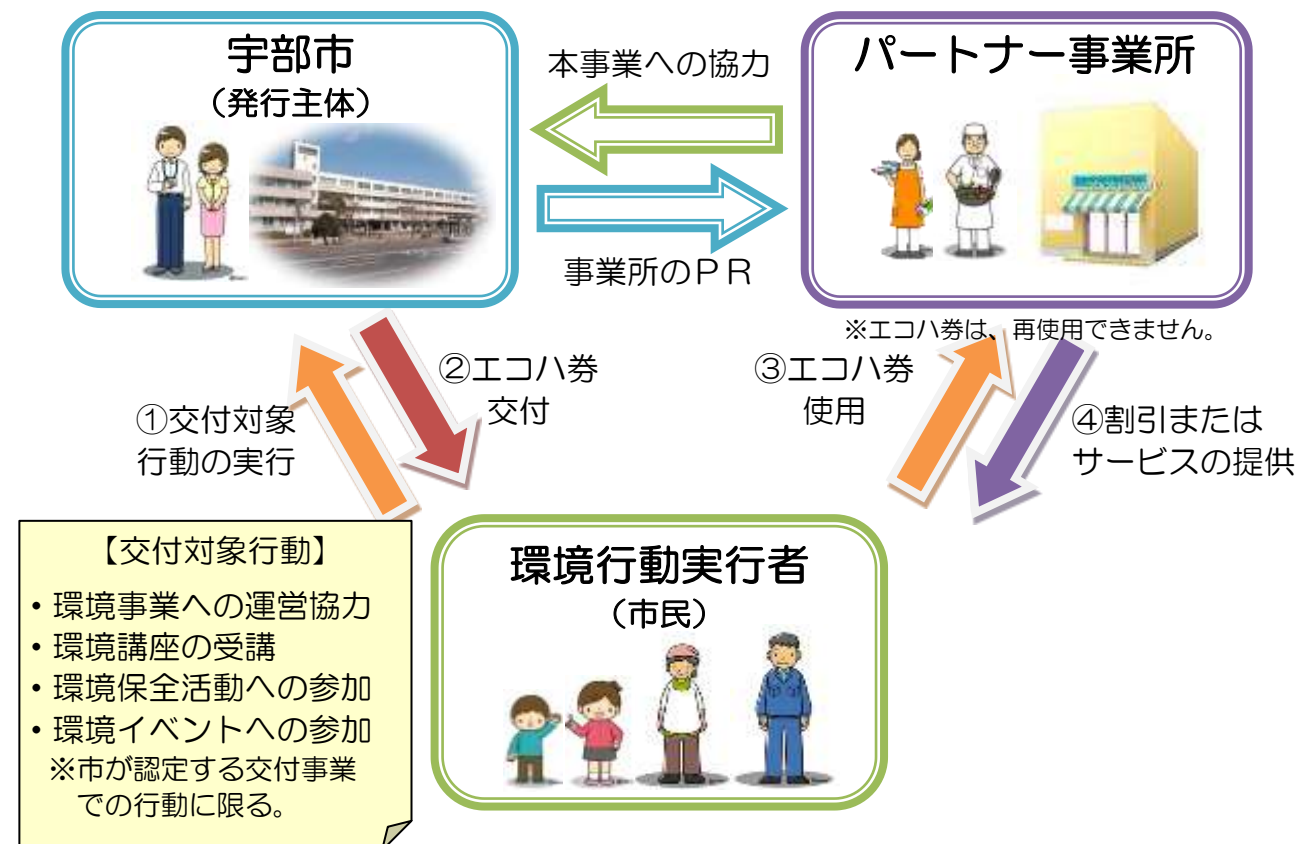 宇部市
（発行主体）
本事業への協力
事業所のＰＲ
パートナー事業所
※エコハ券は、再使用できません。
①交付対象
行動の実行
②エコハ券
交付
③エコハ券
使用
④割引または
サービスの提供
【交付対象行動】
・環境事業への運営協力
・環境講座の受講
・環境保全活動への参加
・環境イベントへの参加
※市が認定する交付事業
での行動に限る。
環境行動実行者
（市民）